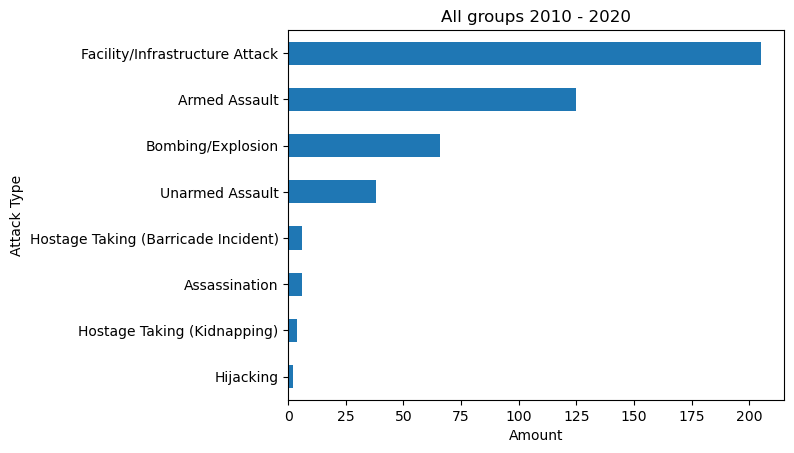 All groups 2010 - 2020
Facility/Infrastructure Attack
Armed Assault
Bombing/Explosion
Unarmed Assault
Hostage Taking (Barricade Incident)
Assassination
Hostage Taking (Kidnapping)
Hijacking
Attack Type
0 25 50 75 100 125 150 175 200
Amount